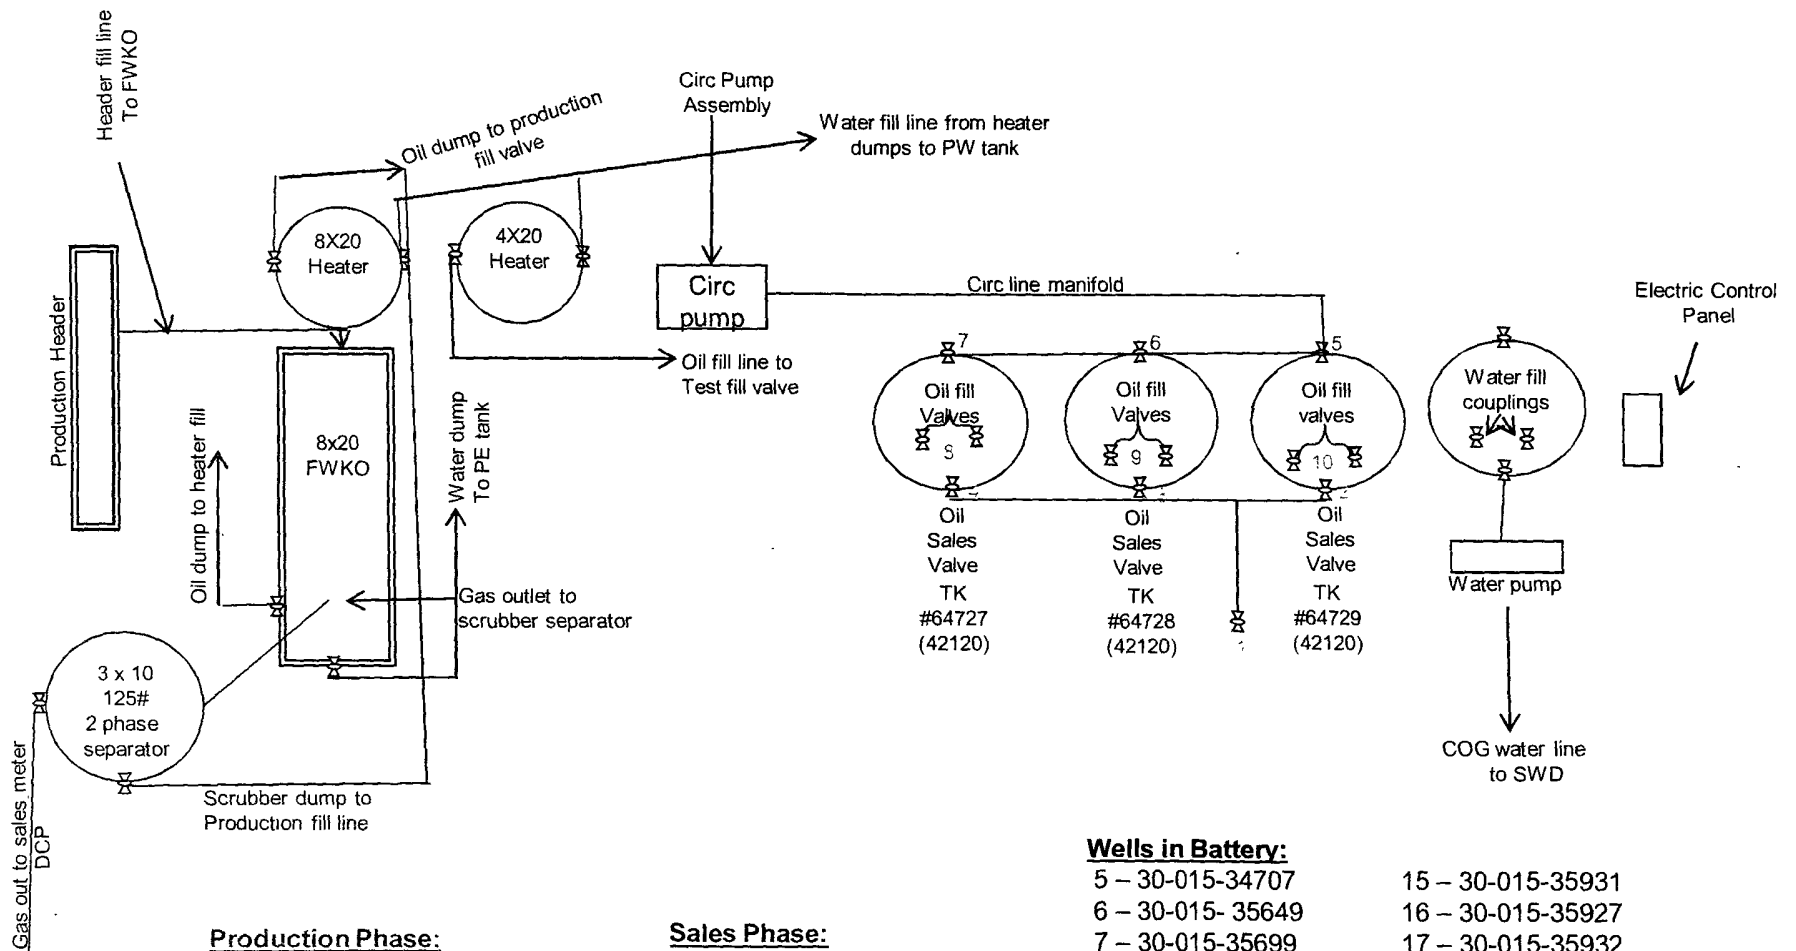 Header fill line
To FWKO
Oil dump to production
fill valve
Circ Pump
Assembly
Water fill line from heater
dumps to PW tank
8X20
Heater
4X20
Heater
Circ
pump
Circ line manifold
Electric Control
Panel
Production Header
Oil fill line to
Test fill valve
7
6
5
Oil fill
Valves
8
Oil fill
Valves
9
Oil fill
valves
10
Water fill
couplings
8x20
FWKO
Oil dump to heater fill
Water dump
To PE tank
Gas outlet to
scrubber separator
Oil
Sales
Valve
TK
#64727
(42120)
Oil
Sales
Valve
TK
#64728
(42120)
Oil
Sales
Valve
TK
#64729
(42120)
Water pump
COG water line
to SWD
3 x 10
125#
2 phase
separator
Scrubber dump to
Production fill line
Gas out to sales meter
DCP
Production Phase:
Sales Phase:
Wells in Battery:
5 – 30-015-34707
6 – 30-015- 35649
7 – 30-015-35699
15 – 30-015-35931
16 – 30-015-35927
17 – 30-015-35932